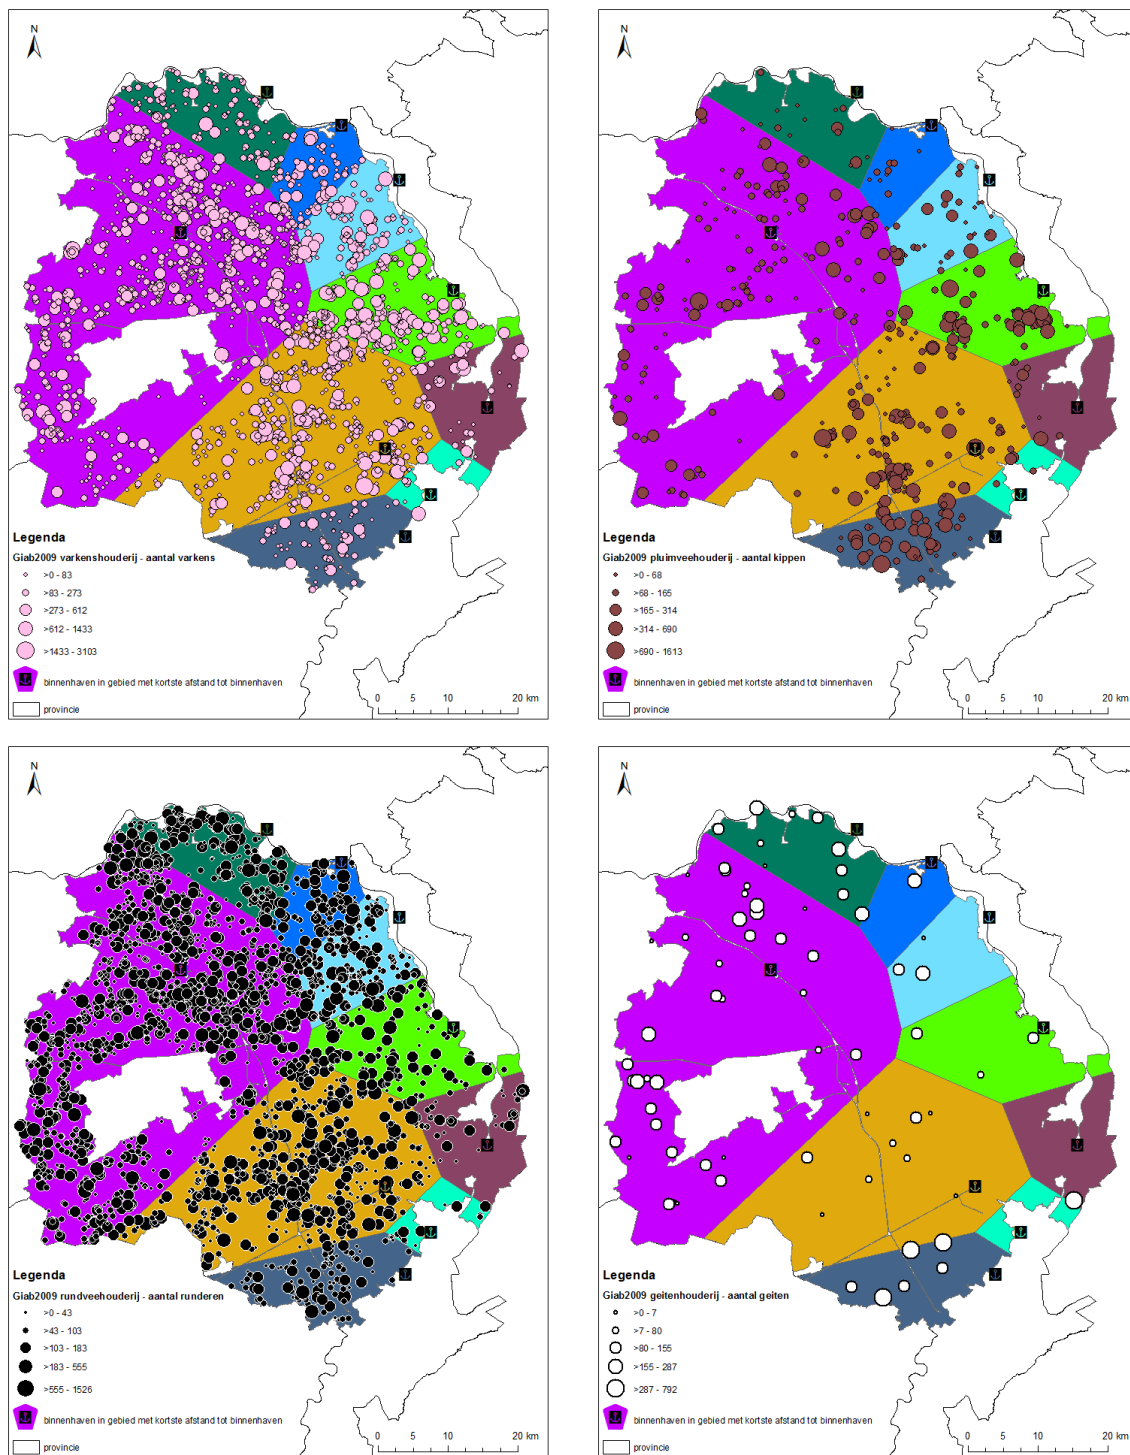 N
Legenda
Giab2009 varkenshouderij - aantal varkens
>0 - 83
>83 - 273
>273 - 612
>612 - 1433
>1433 - 3103
binnenhaven in gebied met kortste afstand tot binnenhaven
provincie
0 5 10 20 km
N
Legenda
Giab2009 pluimveehouderij - aantal kippen
>0 - 68
>68 - 165
>165 - 314
>314 - 690
>690 - 1613
binnenhaven in gebied met kortste afstand tot binnenhaven
provincie
0 5 10 20 km
N
Legenda
Giab2009 rundveehouderij - aantal runderen
>0 - 43
>43 - 103
>103 - 183
>183 - 555
>555 - 1526
binnenhaven in gebied met kortste afstand tot binnenhaven
provincie
0 5 10 20 km
N
Legenda
Giab2009 geitenhouderij - aantal geiten
>0 - 7
>7 - 80
>80 - 155
>155 - 287
>287 - 792
binnenhaven in gebied met kortste afstand tot binnenhaven
provincie
0 5 10 20 km